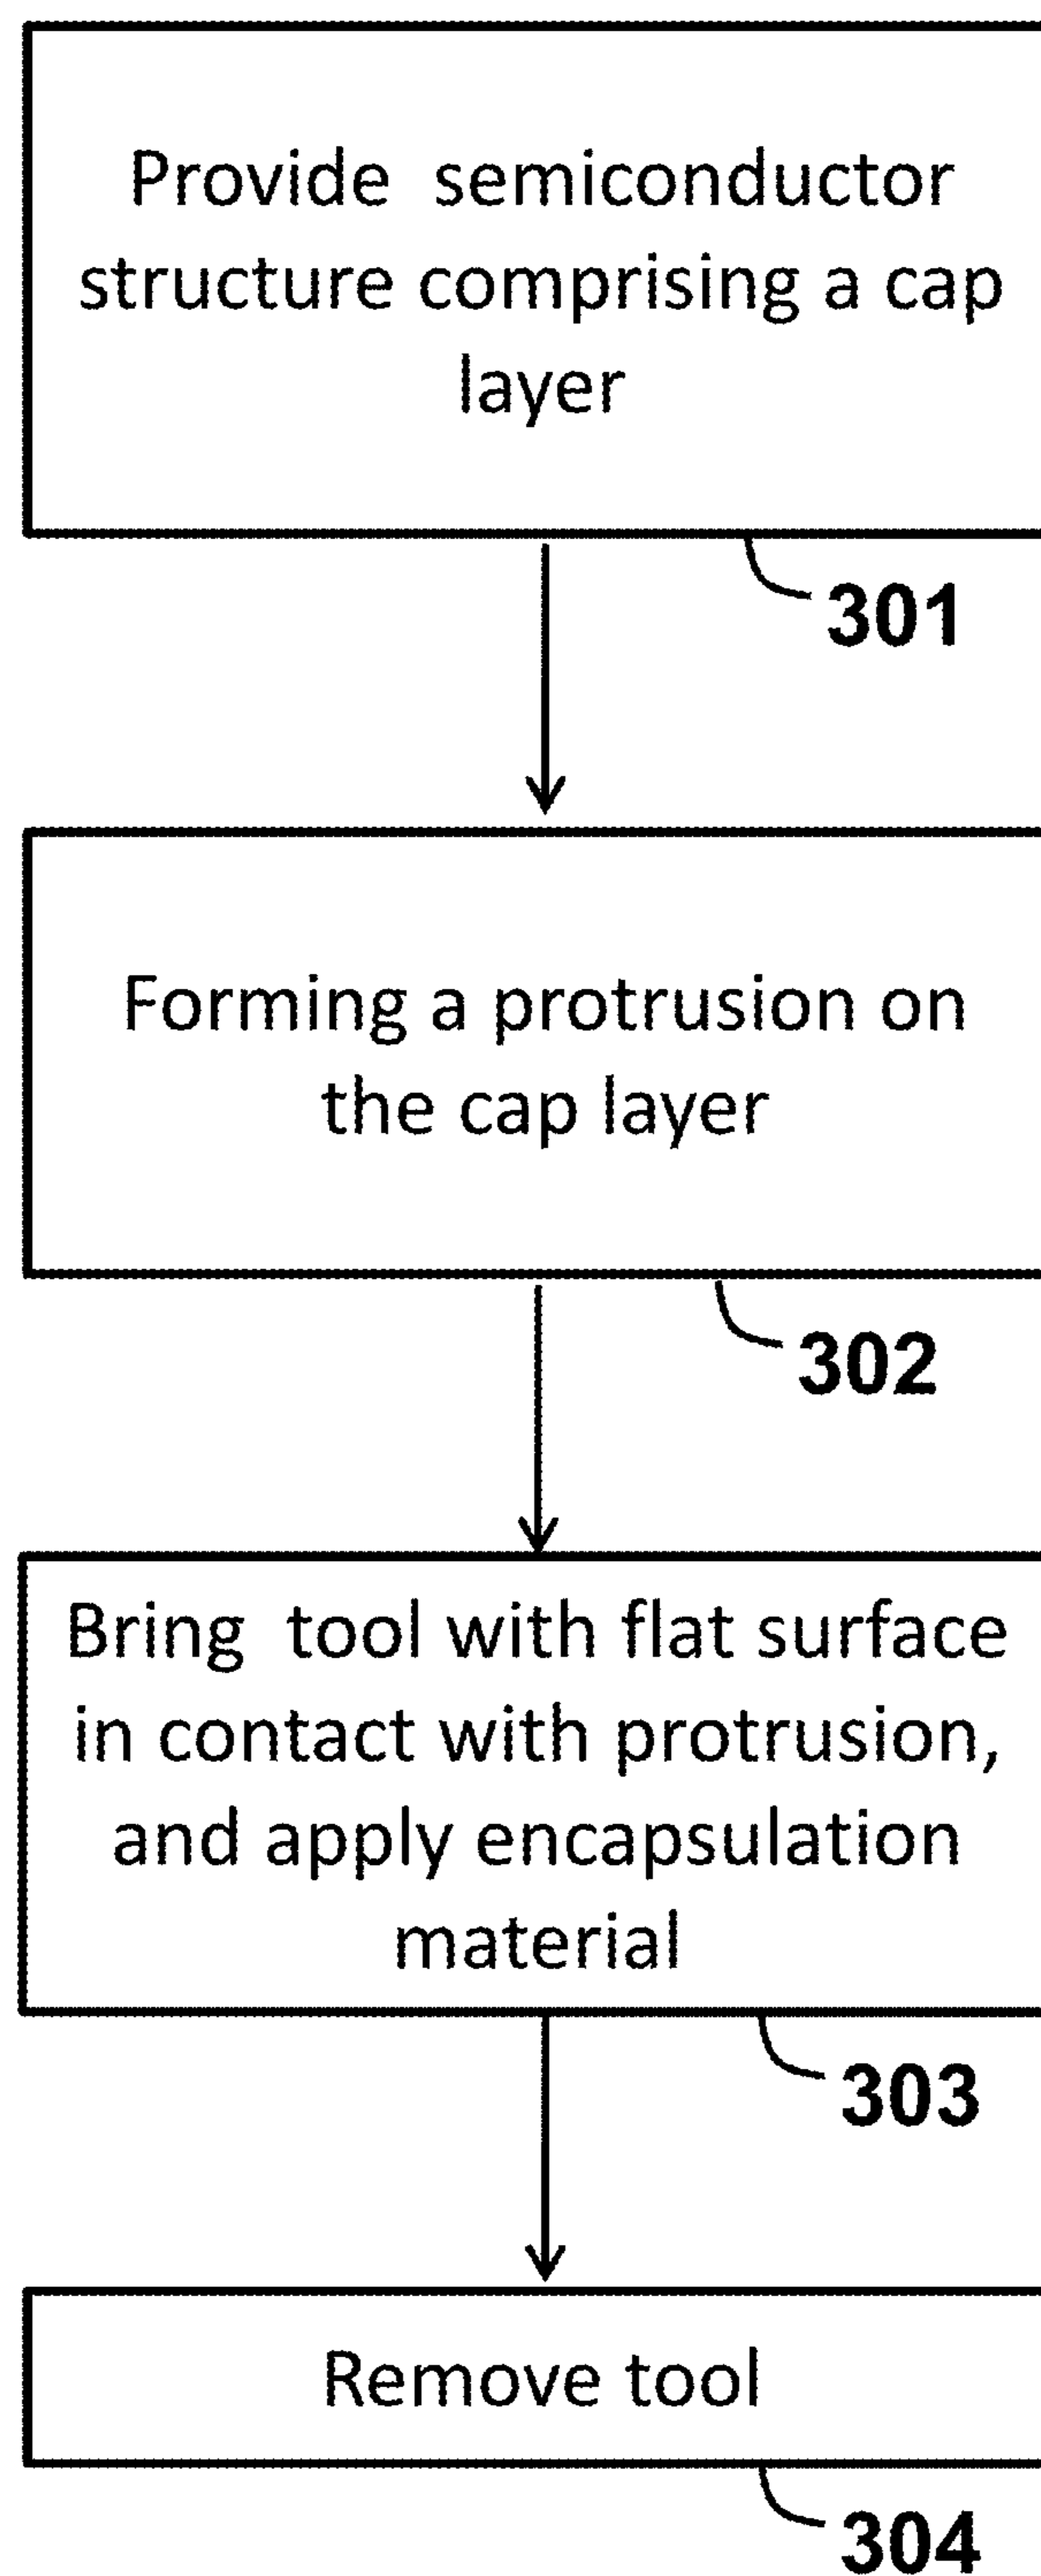 Provide semiconductor
structure comprising a cap
layer
301
Forming a protrusion on
the cap layer
302
Bring tool with flat surface
in contact with protrusion,
and apply encapsulation
material
303
Remove tool
304